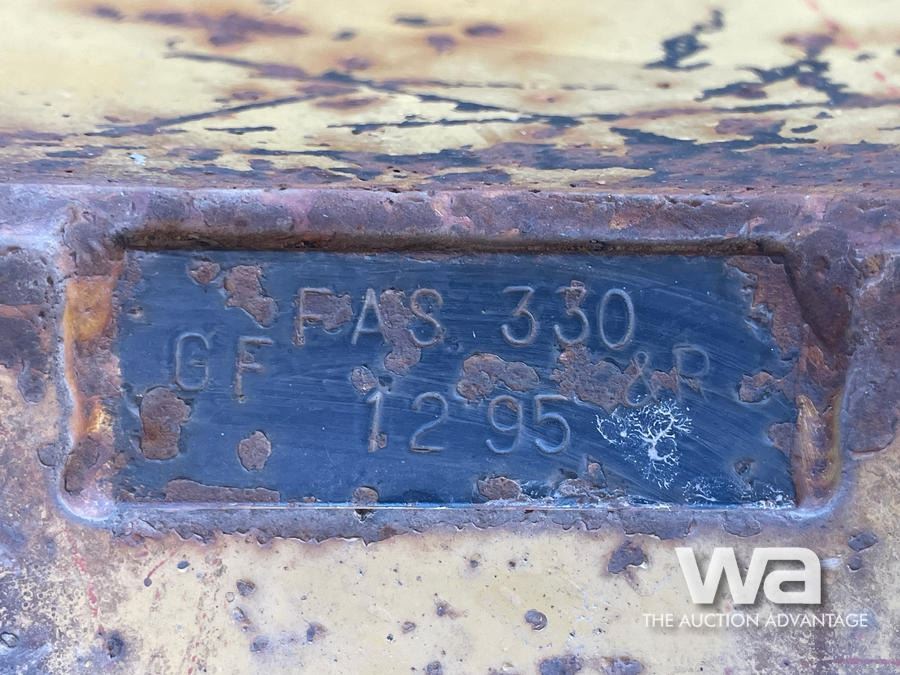 FAS 330
GF &R
12 95
wa
THE AUCTION ADVANTAGE